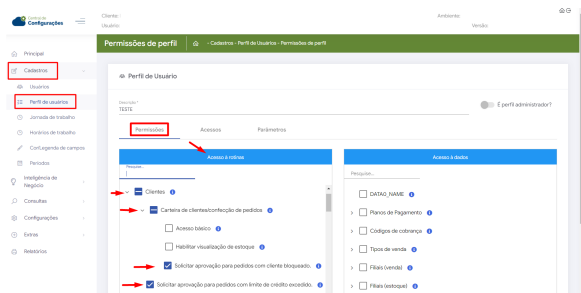 Central de
Configurações
Cliente: :
Usuário:
Ambiente:
Versão:
Permissões de perfil
- Cadastros - Perfil de Usuários - Permissões de perfil
Principal
Cadastros
Usuários
Perfil de usuários
Jornada de trabalho
Horários de trabalho
Conf.agenda de campos
Períodos
Inteligência de
Negócio
Consultas
Configurações
Extras
Relatórios
Perfil de Usuário
Descrição *
TESTE
É perfil administrador?
Permissões
Acessos
Parâmetros
Acesso à rotinas
Pesquisar...
Clientes
Carteira de clientes/confecção de pedidos
Acesso básico
Habilitar visualização de estoque
Solicitar aprovação para pedidos com cliente bloqueado.
Solicitar aprovação para pedidos com limite de crédito excedido.
Acesso à dados
Pesquisar...
DATA0_NAME
Planos de Pagamento
Códigos de cobrança
Tipos de venda
Filiais (venda)
Filiais (estoque)